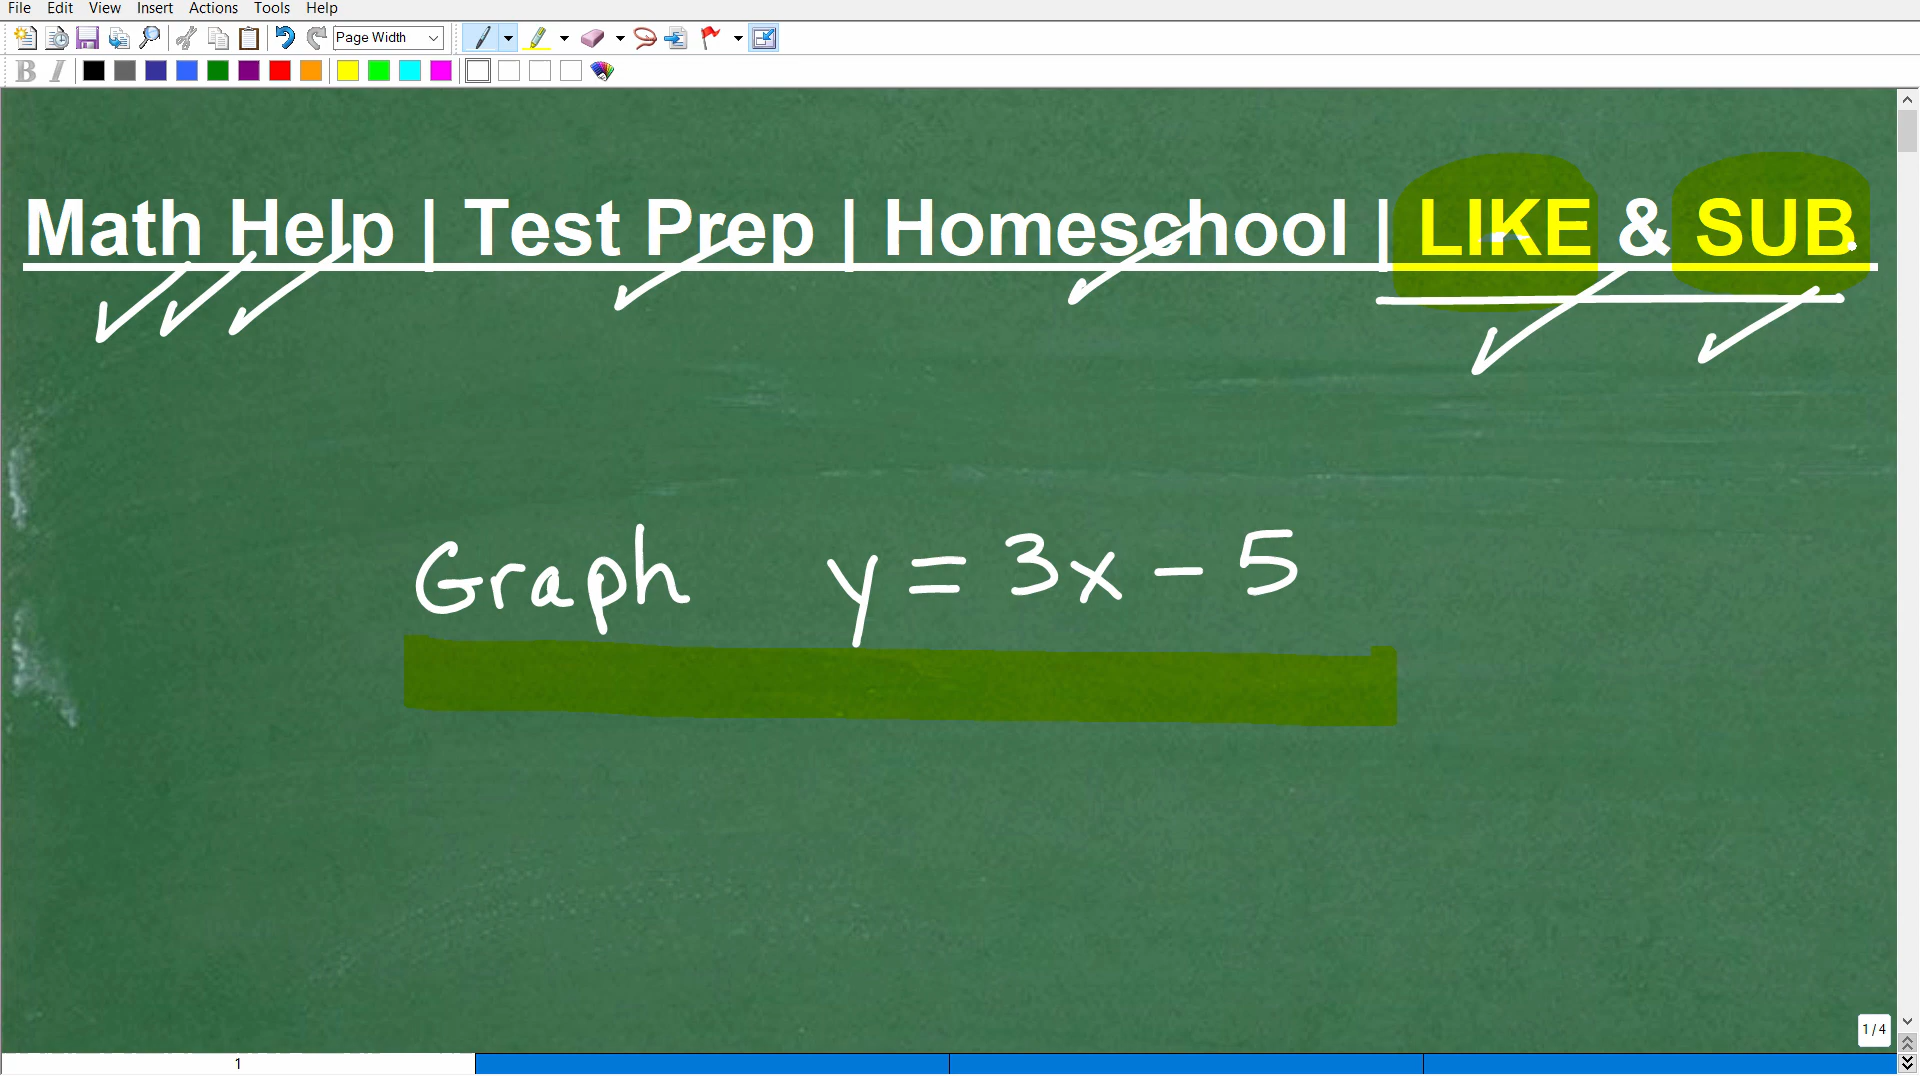 File Edit View Insert Actions Tools Help
Page Width
B I
Math Help | Test Prep | Homeschool | LIKE & SUB
Graph y = 3x - 5
1 / 4
1